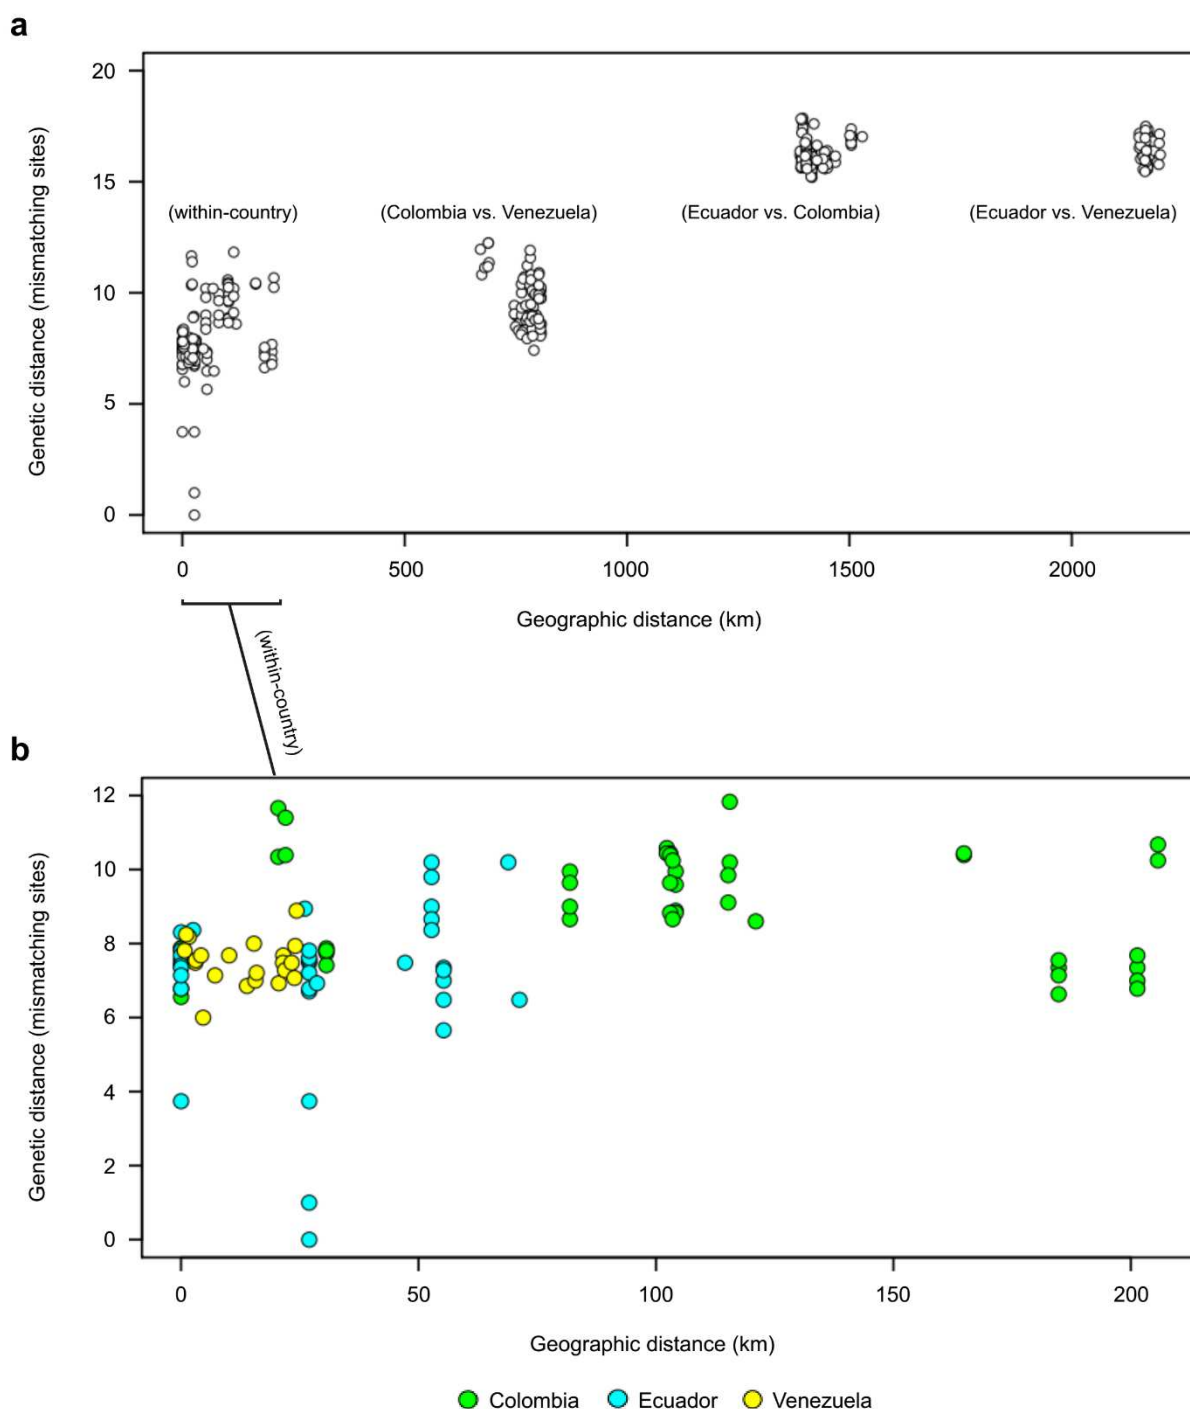 a
Genetic distance (mismatching sites)
20
15
10
5
0
(within-country)
(Colombia vs. Venezuela)
(Ecuador vs. Colombia)
(Ecuador vs. Venezuela)
0
500
1000
1500
2000
Geographic distance (km)
(within-country)
b
Genetic distance (mismatching sites)
12
10
8
6
4
2
0
0
50
100
150
200
Geographic distance (km)
Colombia
Ecuador
Venezuela